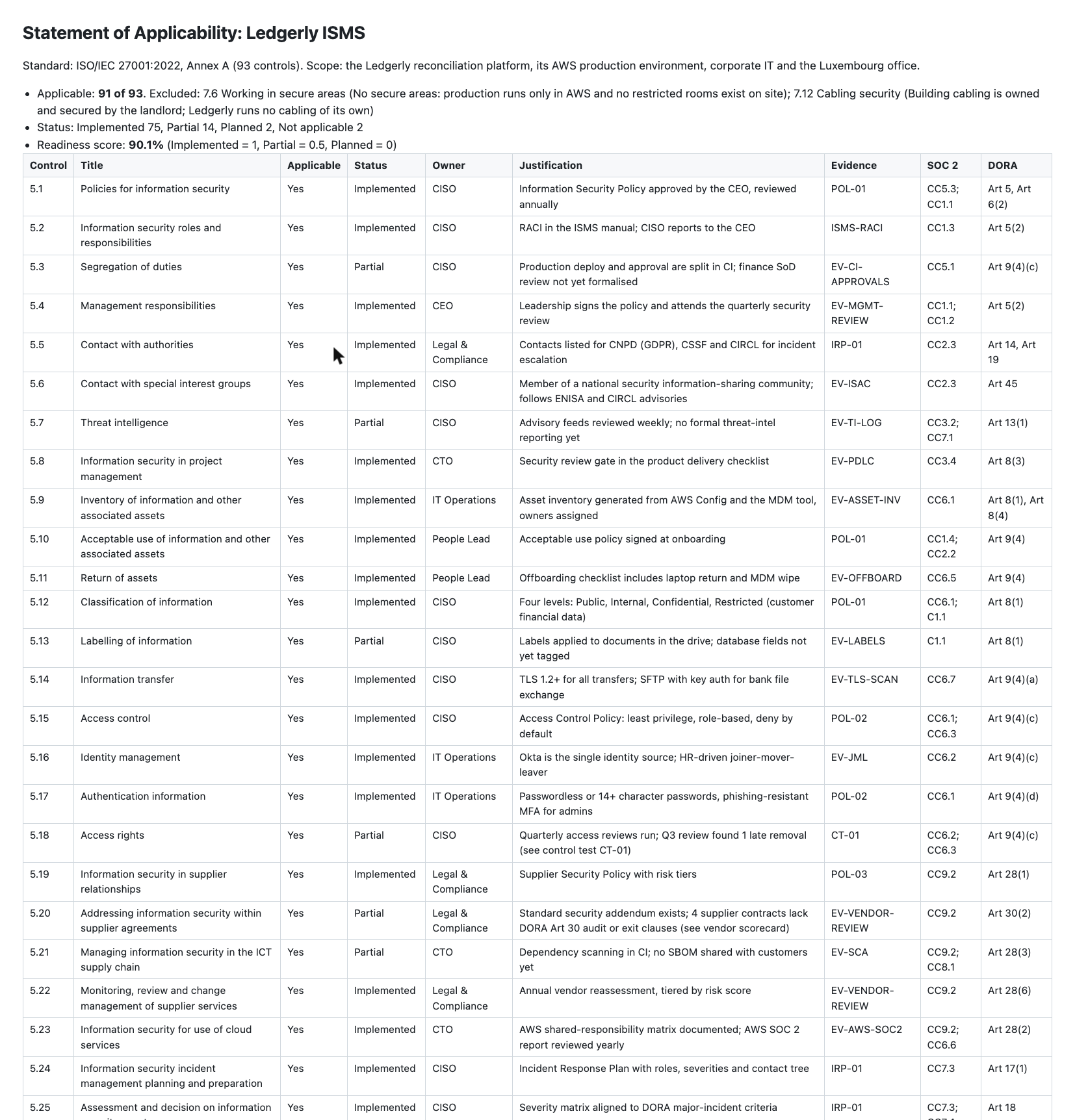 Statement of Applicability: Ledgerly ISMS
Standard: ISO/IEC 27001:2022, Annex A (93 controls). Scope: the Ledgerly reconciliation platform, its AWS production environment, corporate IT and the Luxembourg office.
• Applicable: 91 of 93. Excluded: 7.6 Working in secure areas (No secure areas: production runs only in AWS and no restricted rooms exist on site); 7.12 Cabling security (Building cabling is owned
and secured by the landlord; Ledgerly runs no cabling of its own)
• Status: Implemented 75, Partial 14, Planned 2, Not applicable 2
• Readiness score: 90.1% (Implemented = 1, Partial = 0.5, Planned = 0)
Control Title Applicable Status Owner Justification Evidence SOC 2 DORA
5.1 Policies for information security Yes Implemented CISO Information Security Policy approved by the CEO, reviewed POL-01 CC5.3; Art 5, Art
annually CC1.1 6(2)
5.2 Information security roles and Yes Implemented CISO RACI in the ISMS manual; CISO reports to the CEO ISMS-RACI CC1.3 Art 5(2)
responsibilities
5.3 Segregation of duties Yes Partial CISO Production deploy and approval are split in CI; finance SoD EV-CI- CC5.1 Art 9(4)(c)
review not yet formalised APPROVALS
5.4 Management responsibilities Yes Implemented CEO Leadership signs the policy and attends the quarterly security EV-MGMT- CC1.1; Art 5(2)
review REVIEW CC1.2
5.5 Contact with authorities Yes Implemented Legal & Contacts listed for CNPD (GDPR), CSSF and CIRCL for incident IRP-01 CC2.3 Art 14, Art
Compliance escalation 19
5.6 Contact with special interest groups Yes Implemented CISO Member of a national security information-sharing community; EV-ISAC CC2.3 Art 45
follows ENISA and CIRCL advisories
5.7 Threat intelligence Yes Partial CISO Advisory feeds reviewed weekly; no formal threat-intel EV-TI-LOG CC3.2; Art 13(1)
reporting yet CC7.1
5.8 Information security in project Yes Implemented CTO Security review gate in the product delivery checklist EV-PDLC CC3.4 Art 8(3)
management
5.9 Inventory of information and other Yes Implemented IT Operations Asset inventory generated from AWS Config and the MDM tool, EV-ASSET-INV CC6.1 Art 8(1), Art
associated assets owners assigned 8(4)
5.10 Acceptable use of information and other Yes Implemented People Lead Acceptable use policy signed at onboarding POL-01 CC1.4; Art 9(4)
associated assets CC2.2
5.11 Return of assets Yes Implemented People Lead Offboarding checklist includes laptop return and MDM wipe EV-OFFBOARD CC6.5 Art 9(4)
5.12 Classification of information Yes Implemented CISO Four levels: Public, Internal, Confidential, Restricted (customer POL-01 CC6.1; Art 8(1)
financial data) C1.1
5.13 Labelling of information Yes Partial CISO Labels applied to documents in the drive; database fields not EV-LABELS C1.1 Art 8(1)
yet tagged
5.14 Information transfer Yes Implemented CISO TLS 1.2+ for all transfers; SFTP with key auth for bank file EV-TLS-SCAN CC6.7 Art 9(4)(a)
exchange
5.15 Access control Yes Implemented CISO Access Control Policy: least privilege, role-based, deny by POL-02 CC6.1; Art 9(4)(c)
default CC6.3
5.16 Identity management Yes Implemented IT Operations Okta is the single identity source; HR-driven joiner-mover- EV-JML CC6.2 Art 9(4)(c)
leaver
5.17 Authentication information Yes Implemented IT Operations Passwordless or 14+ character passwords, phishing-resistant POL-02 CC6.1 Art 9(4)(d)
MFA for admins
5.18 Access rights Yes Partial CISO Quarterly access reviews run; Q3 review found 1 late removal CT-01 CC6.2; Art 9(4)(c)
(see control test CT-01) CC6.3
5.19 Information security in supplier Yes Implemented Legal & Supplier Security Policy with risk tiers POL-03 CC9.2 Art 28(1)
relationships Compliance
5.20 Addressing information security within Yes Partial Legal & Standard security addendum exists; 4 supplier contracts lack EV-VENDOR- CC9.2 Art 30(2)
supplier agreements Compliance DORA Art 30 audit or exit clauses (see vendor scorecard) REVIEW
5.21 Managing information security in the ICT Yes Partial CTO Dependency scanning in CI; no SBOM shared with customers EV-SCA CC9.2; Art 28(3)
supply chain yet CC8.1
5.22 Monitoring, review and change Yes Implemented Legal & Annual vendor reassessment, tiered by risk score EV-VENDOR- CC9.2 Art 28(6)
management of supplier services Compliance REVIEW
5.23 Information security for use of cloud Yes Implemented CTO AWS shared-responsibility matrix documented; AWS SOC 2 EV-AWS-SOC2 CC9.2; Art 28(2)
services report reviewed yearly CC6.6
5.24 Information security incident Yes Implemented CISO Incident Response Plan with roles, severities and contact tree IRP-01 CC7.3 Art 17(1)
management planning and preparation
5.25 Assessment and decision on information Yes Implemented CISO Severity matrix aligned to DORA major-incident criteria IRP-01 CC7.3; Art 18